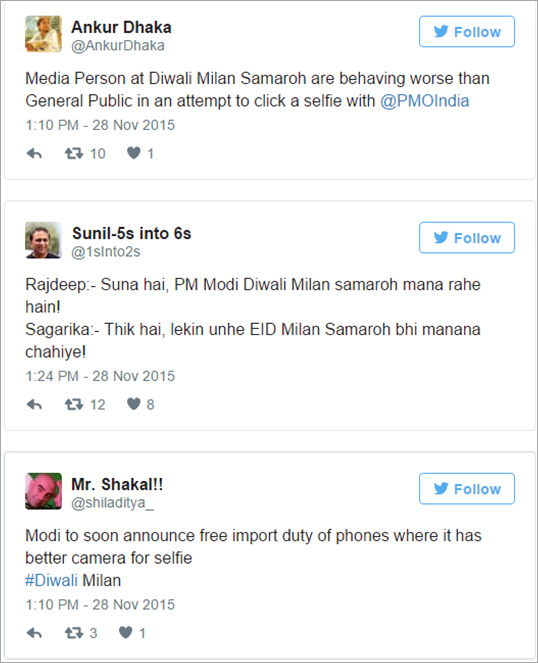 Ankur Dhaka
@AnkurDhaka
Follow
Media Person at Diwali Milan Samaroh are behaving worse than
General Public in an attempt to click a selfie with @PMOIndia
1:10 PM - 28 Nov 2015
10 1
Sunil-5s into 6s
@1sInto2s
Follow
Rajdeep:- Suna hai, PM Modi Diwali Milan samaroh mana rahe
hain!
Sagarika:- Thik hai, lekin unhe EID Milan Samaroh bhi manana
chahiye!
1:24 PM - 28 Nov 2015
12 8
Mr. Shakal!!
@shiladitya_
Follow
Modi to soon announce free import duty of phones where it has
better camera for selfie
#Diwali Milan
1:10 PM - 28 Nov 2015
3 1